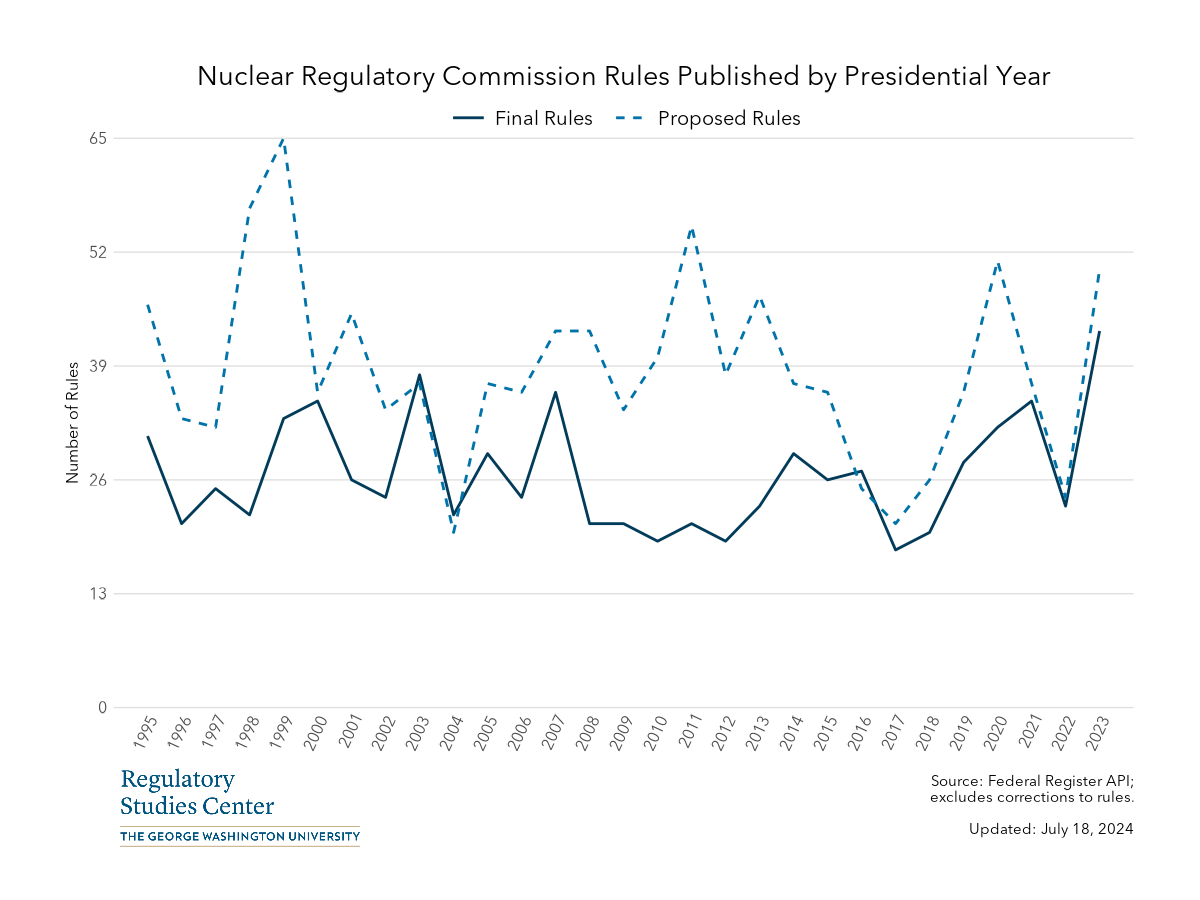 Nuclear Regulatory Commission Rules Published by Presidential Year
Final Rules Proposed Rules
65
52
39
26
13
0
Number of Rules
1995 1996 1997 1998 1999 2000 2001 2002 2003 2004 2005 2006 2007 2008 2009 2010 2011 2012 2013 2014 2015 2016 2017 2018 2019 2020 2021 2022 2023
Regulatory
Studies Center
THE GEORGE WASHINGTON UNIVERSITY
Source: Federal Register API;
excludes corrections to rules.
Updated: July 18, 2024